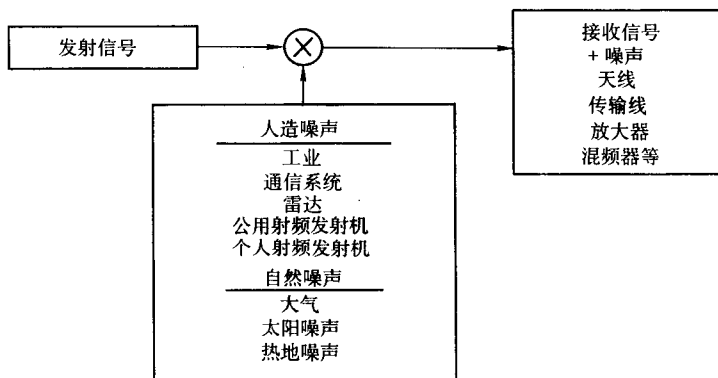 发射信号
接收信号
+ 噪声
天线
传输线
放大器
混频器等
人造噪声
工业
通信系统
雷达
公用射频发射机
个人射频发射机
自然噪声
大气
太阳噪声
热地噪声